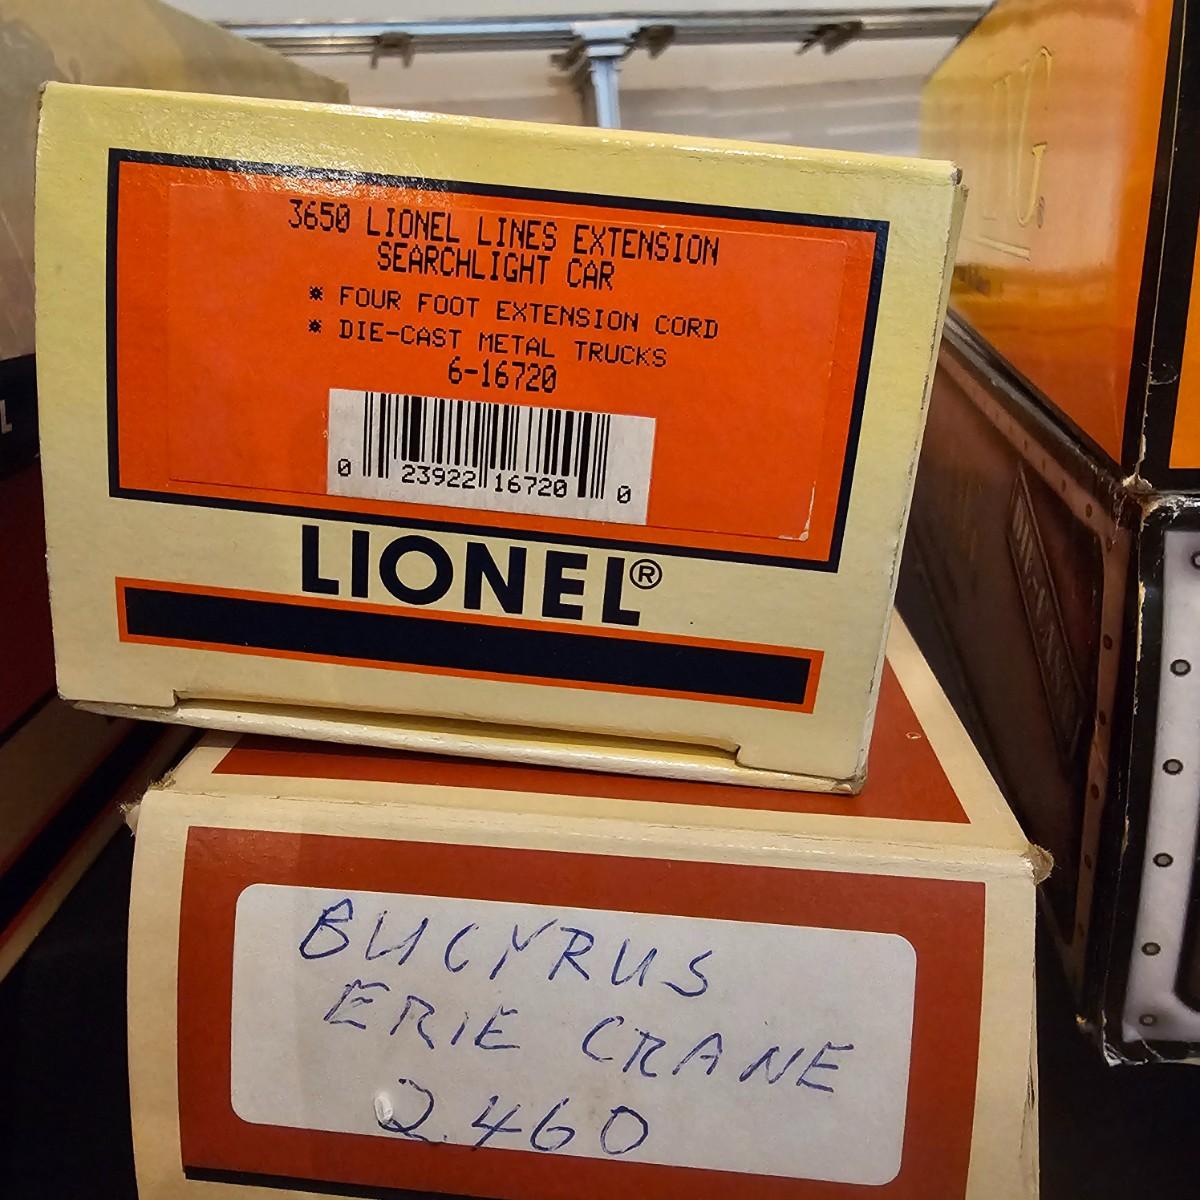 3650 LIONEL LINES EXTENSION
SEARCHLIGHT CAR
* FOUR FOOT EXTENSION CORD
* DIE-CAST METAL TRUCKS
6-16720
0 23922 16720 0
LIONEL®
BUCYRUS
ERIE CRANE
2460